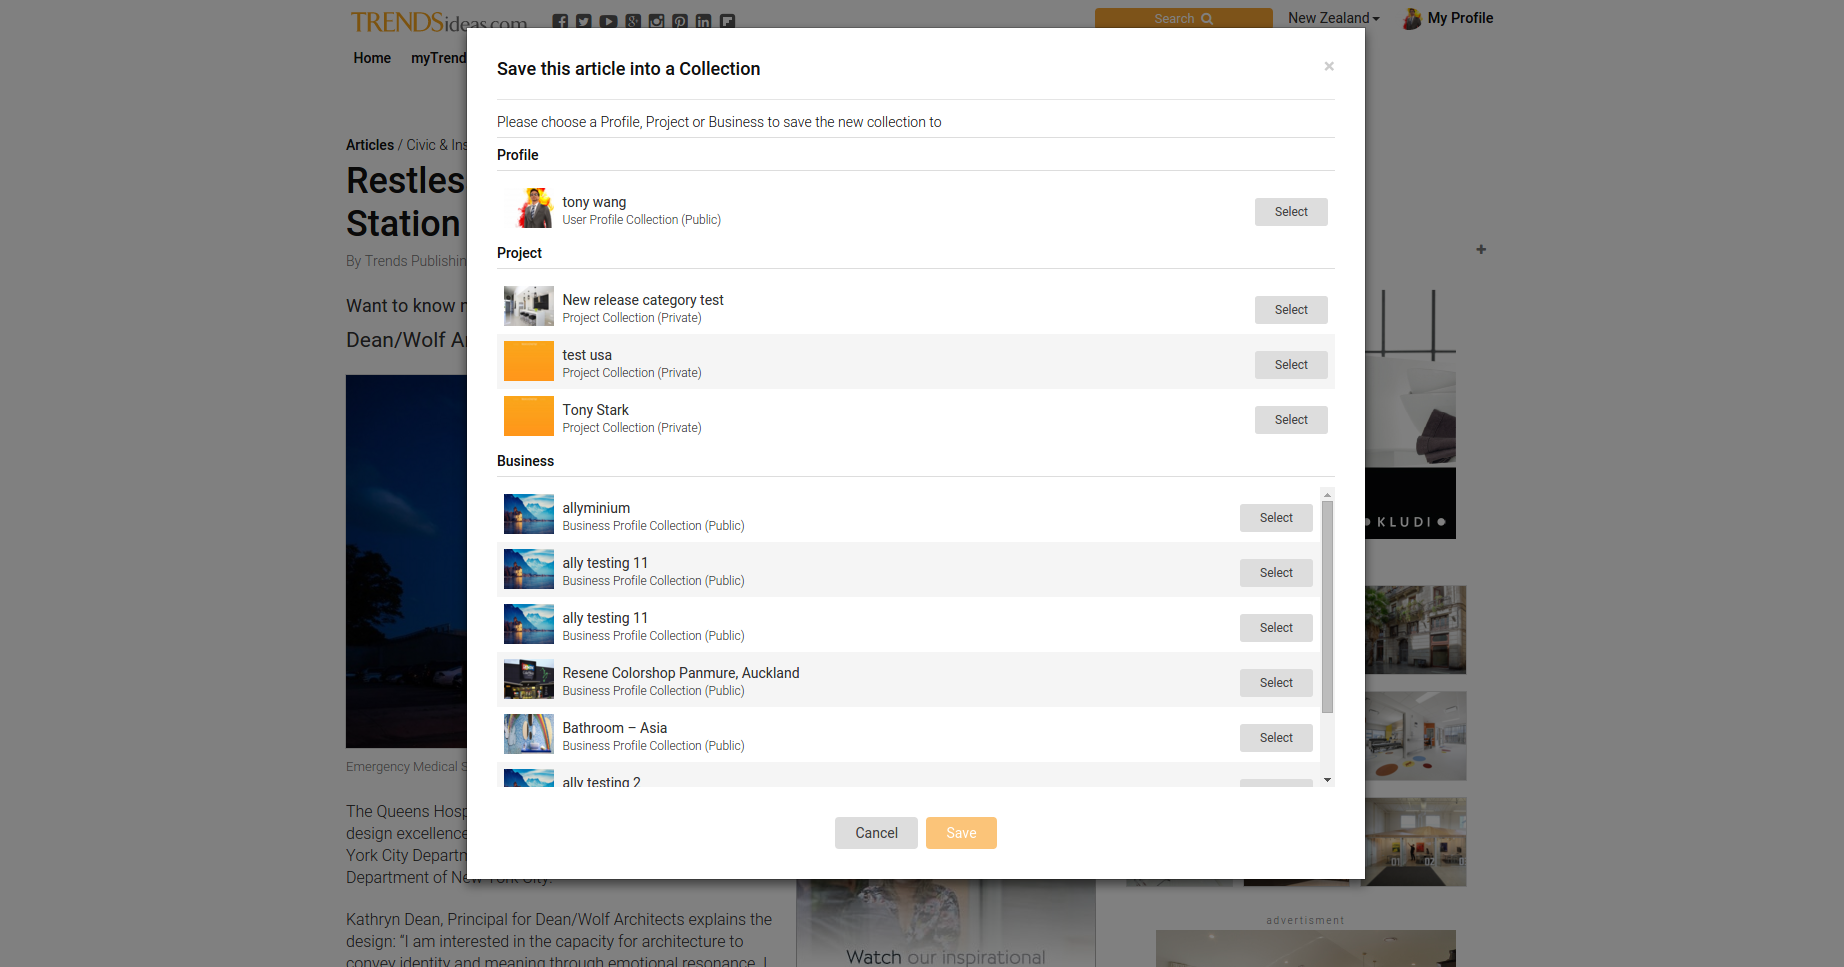 TRENDSideas.com
Search
New Zealand
My Profile
Home
myTrend
Save this article into a Collection
×
Please choose a Profile, Project or Business to save the new collection to
Profile
tony wang
User Profile Collection (Public)
Select
Project
New release category test
Project Collection (Private)
Select
test usa
Project Collection (Private)
Select
Tony Stark
Project Collection (Private)
Select
Business
allyminium
Business Profile Collection (Public)
Select
ally testing 11
Business Profile Collection (Public)
Select
ally testing 11
Business Profile Collection (Public)
Select
Resene Colorshop Panmure, Auckland
Business Profile Collection (Public)
Select
Bathroom – Asia
Business Profile Collection (Public)
Select
ally testing 2
Cancel
Save
Articles / Civic & Ins
Restles
Station
By Trends Publishin
Want to know
Dean/Wolf A
Emergency Medical S
The Queens Hosp
design excellence
York City Departm
Department of New York City.
Kathryn Dean, Principal for Dean/Wolf Architects explains the
design: “I am interested in the capacity for architecture to
convey identity and meaning through emotional resonance. I
Watch our inspirational
KLUDI
01 02
advertisment